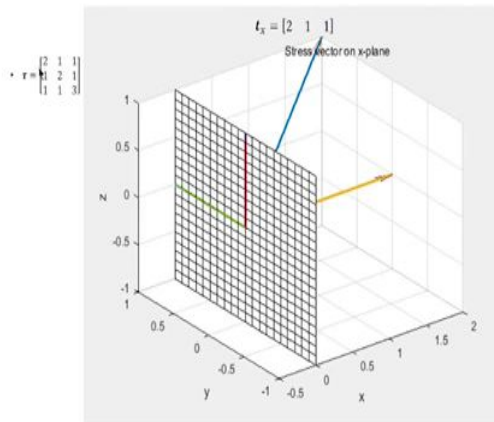 t_x = [2 1 1]
Stress vector on x-plane
• τ = [2 1 1
1 2 1
1 1 3]
1
0.5
0
-0.5
-1
z
1
0.5
0
-0.5
-1
y
-0.5
0
0.5
1
1.5
2
x